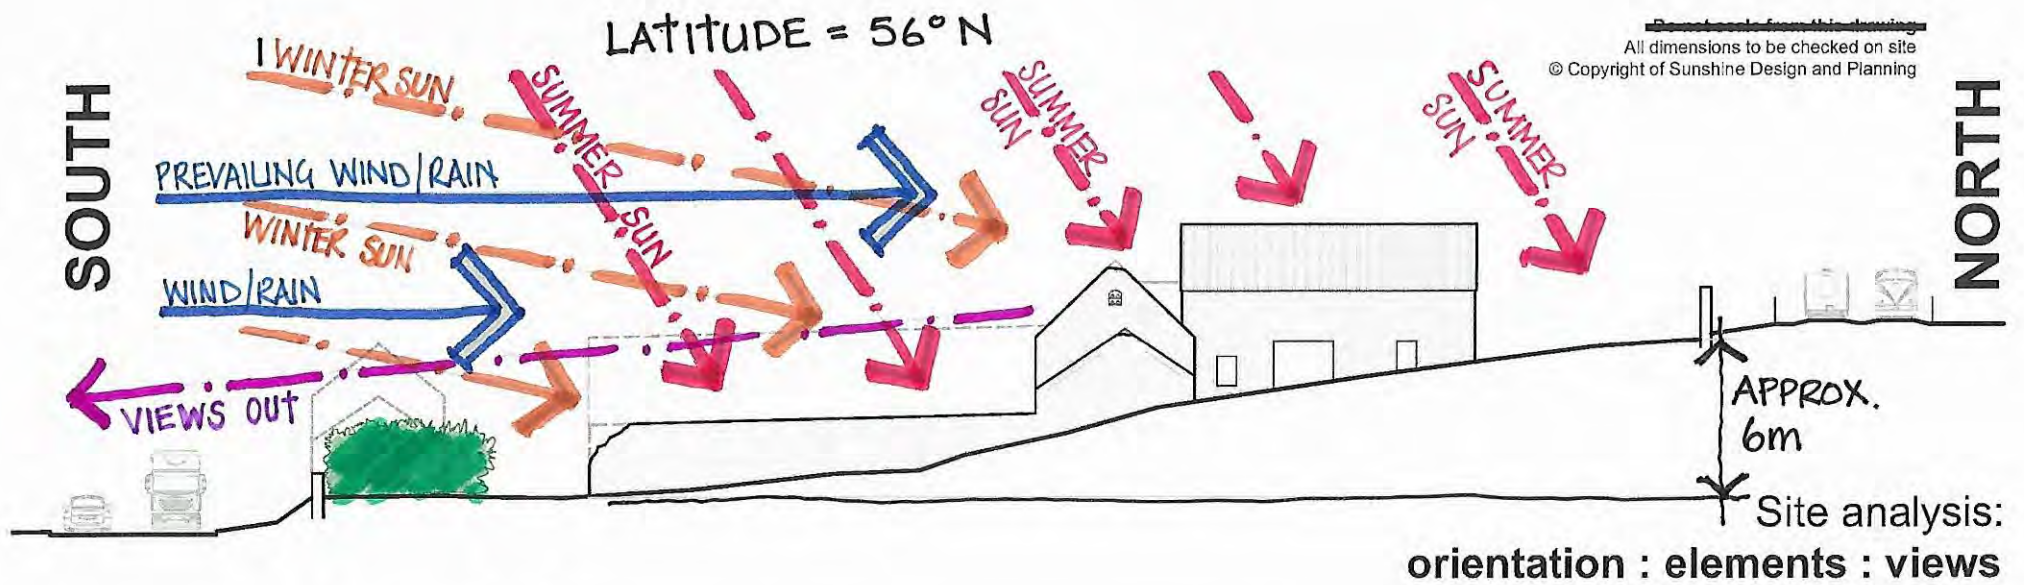 LATITUDE = 56° N
Do not scale from this drawing
All dimensions to be checked on site
© Copyright of Sunshine Design and Planning
SOUTH
NORTH
WINTER SUN
SUMMER SUN
SUMMER
SUN
SUMMER
SUN
PREVAILING WIND/RAIN
WINTER SUN
WIND/RAIN
VIEWS OUT
APPROX.
6m
Site analysis:
orientation : elements : views